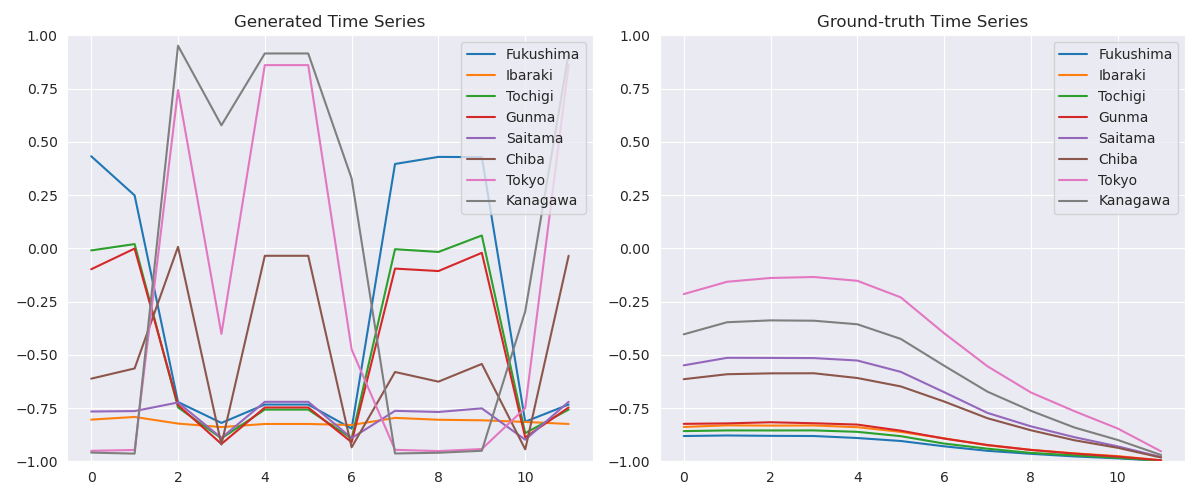 Generated Time Series
1.00
0.75
0.50
0.25
0.00
−0.25
−0.50
−0.75
−1.00
0
2
4
6
8
10
Fukushima
Ibaraki
Tochigi
Gunma
Saitama
Chiba
Tokyo
Kanagawa
Ground-truth Time Series
1.00
0.75
0.50
0.25
0.00
−0.25
−0.50
−0.75
−1.00
0
2
4
6
8
10
Fukushima
Ibaraki
Tochigi
Gunma
Saitama
Chiba
Tokyo
Kanagawa